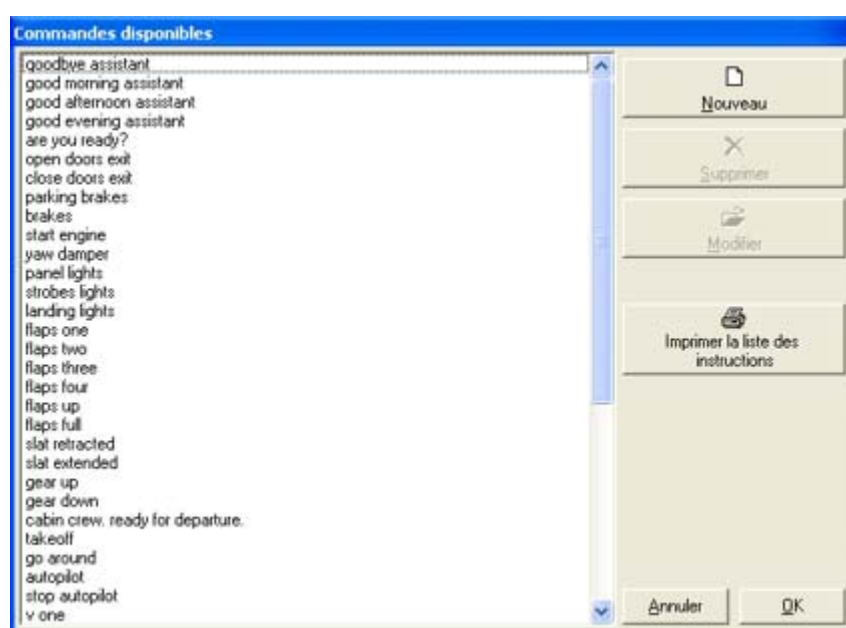 Commandes disponibles
goodbye assistant
good morning assistant
good afternoon assistant
good evening assistant
are you ready?
open doors exit
close doors exit
parking brakes
brakes
start engine
yaw damper
panel lights
strobes lights
landing lights
flaps one
flaps two
flaps three
flaps four
flaps up
flaps full
slat retracted
slat extended
gear up
gear down
cabin crew. ready for departure.
takeoff
go around
autopilot
stop autopilot
v one
Nouveau
Supprimer
Modifier
Imprimer la liste des
instructions
Annuler
OK